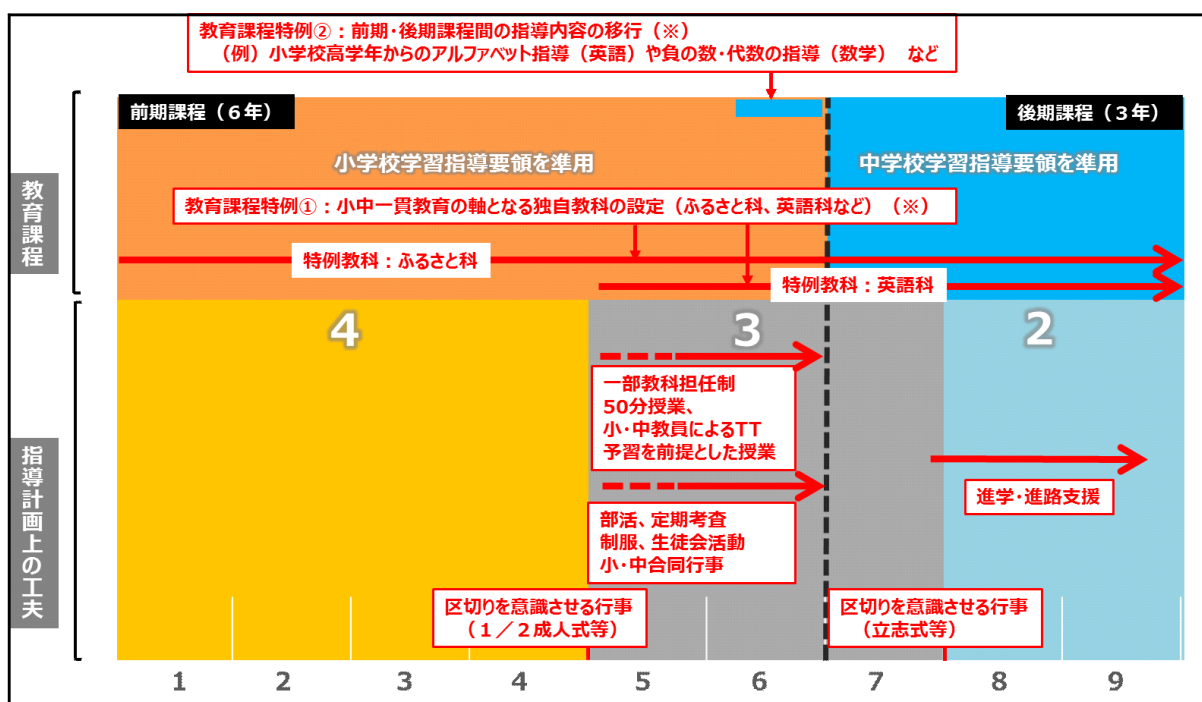 教育課程特例②:前期・後期課程間の指導内容の移行(※)
(例)小学校高学年からのアルファベット指導(英語)や負の数・代数の指導(数学) など
前期課程(6年)
後期課程(3年)
小学校学習指導要領を準用
中学校学習指導要領を準用
教育課程
教育課程特例①:小中一貫教育の軸となる独自教科の設定(ふるさと科、英語科など)(※)
特例教科:ふるさと科
特例教科:英語科
4
3
2
指導計画上の工夫
一部教科担任制
50分授業、
小・中教員によるTT
予習を前提とした授業
進学・進路支援
部活、定期考査
制服、生徒会活動
小・中合同行事
区切りを意識させる行事
(1/2成人式等)
区切りを意識させる行事
(立志式等)
1 2 3 4 5 6 7 8 9